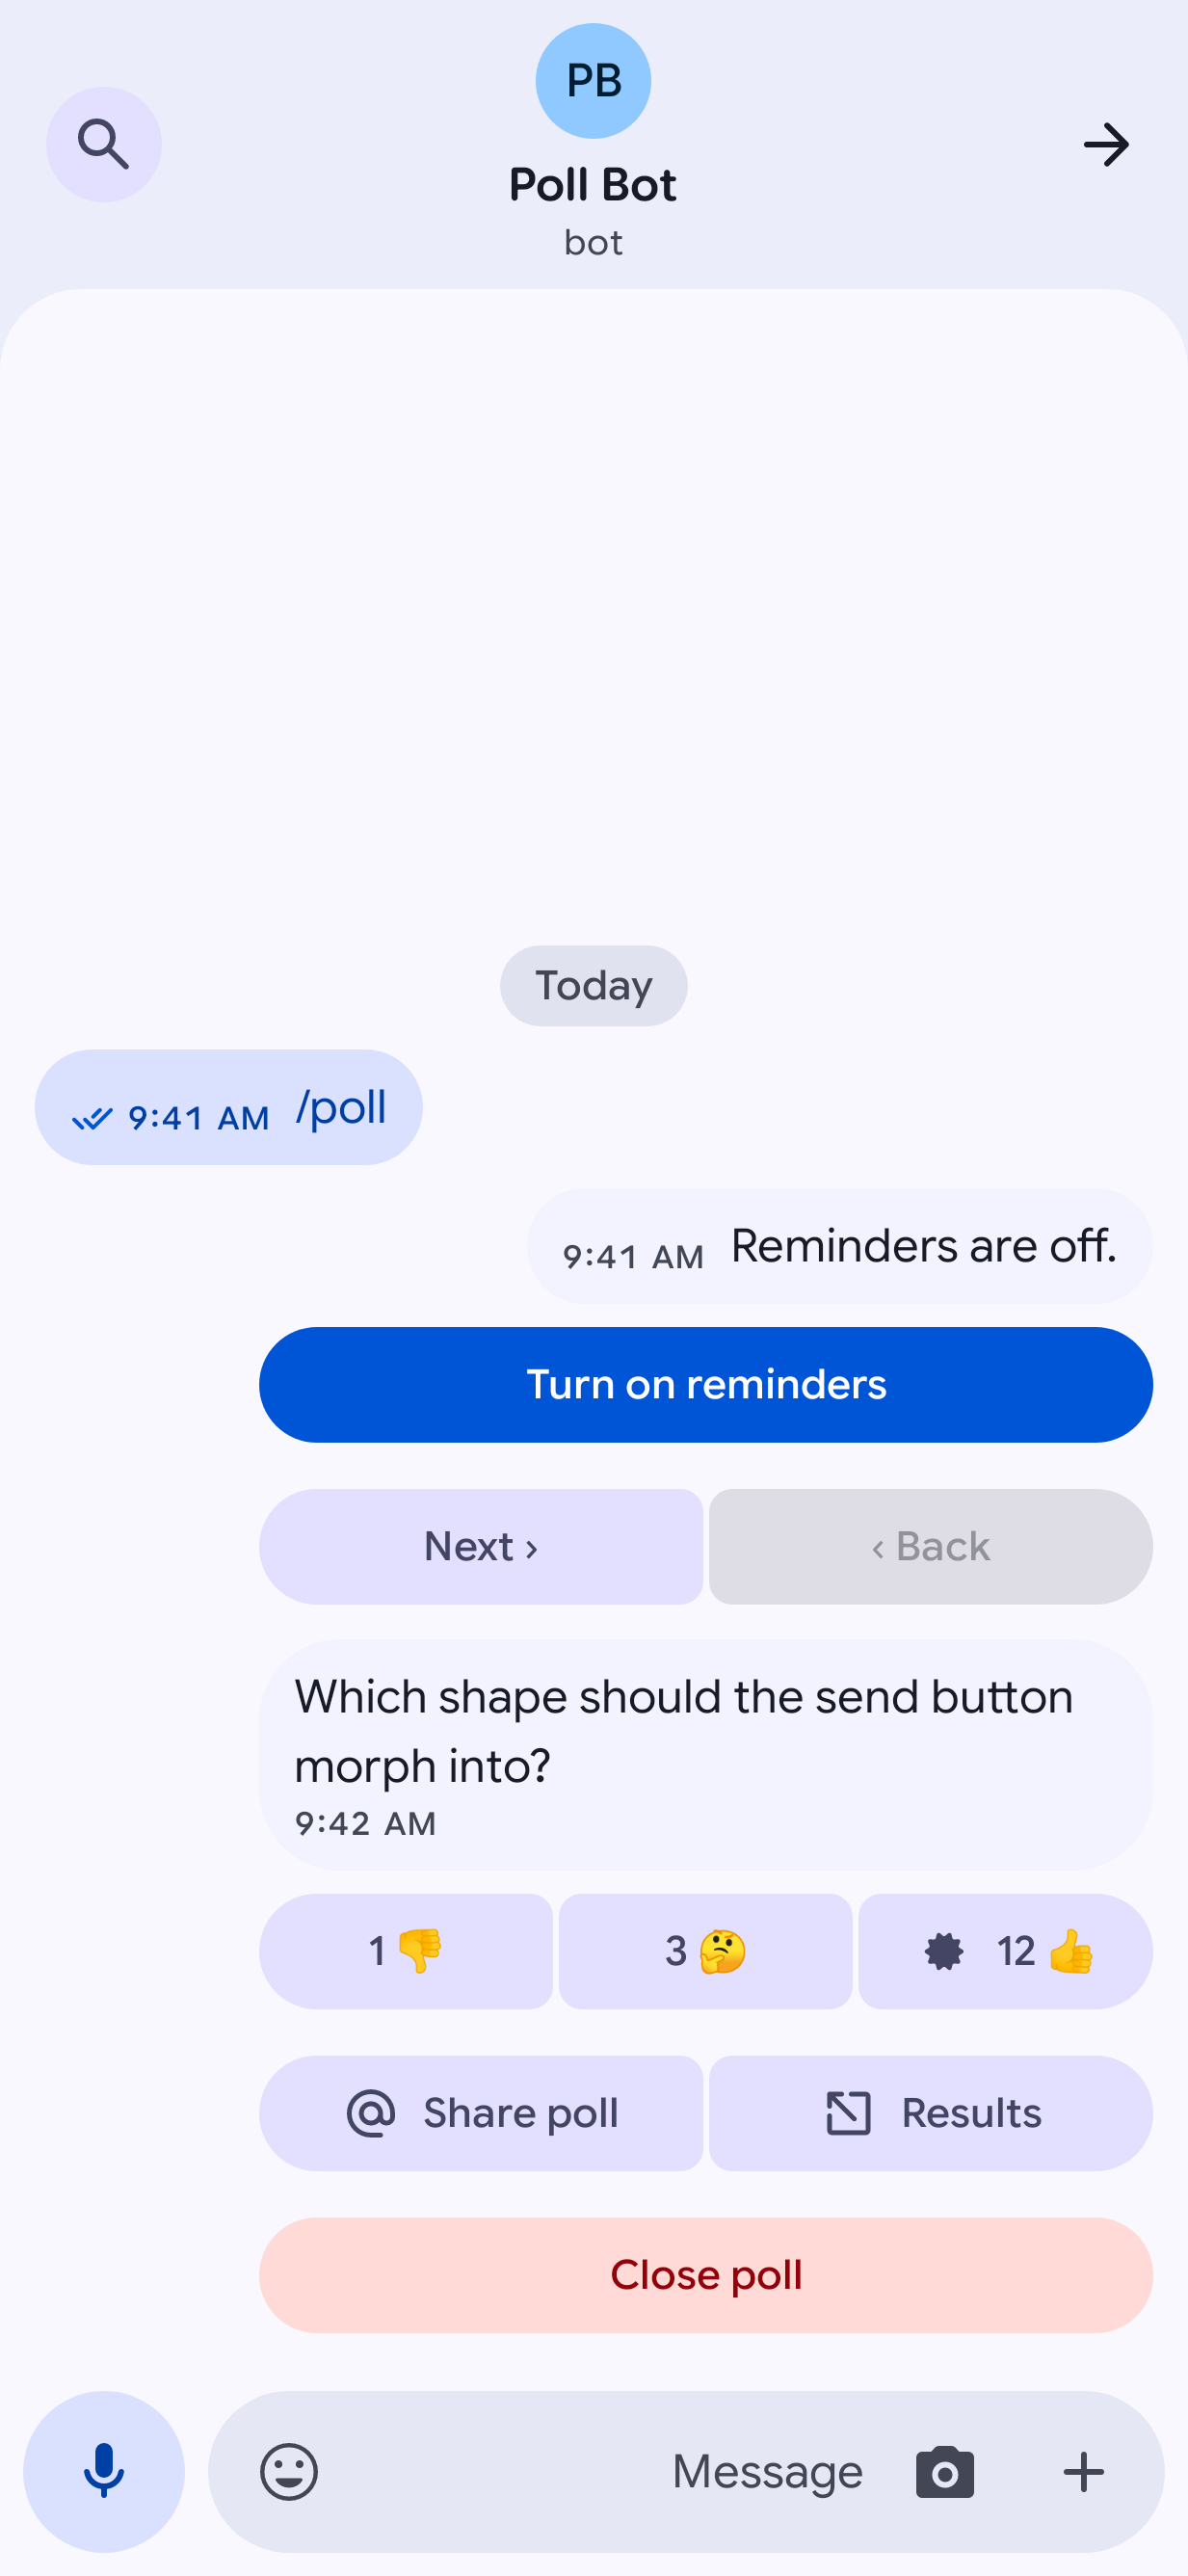 PB
Poll Bot
bot
Today
/poll
9:41 AM
Reminders are off.
9:41 AM
Turn on reminders
‹ Back
Next ›
Which shape should the send button
morph into?
9:42 AM
12 👍
3 🤔
1 👎
Results
Share poll
Close poll
Message